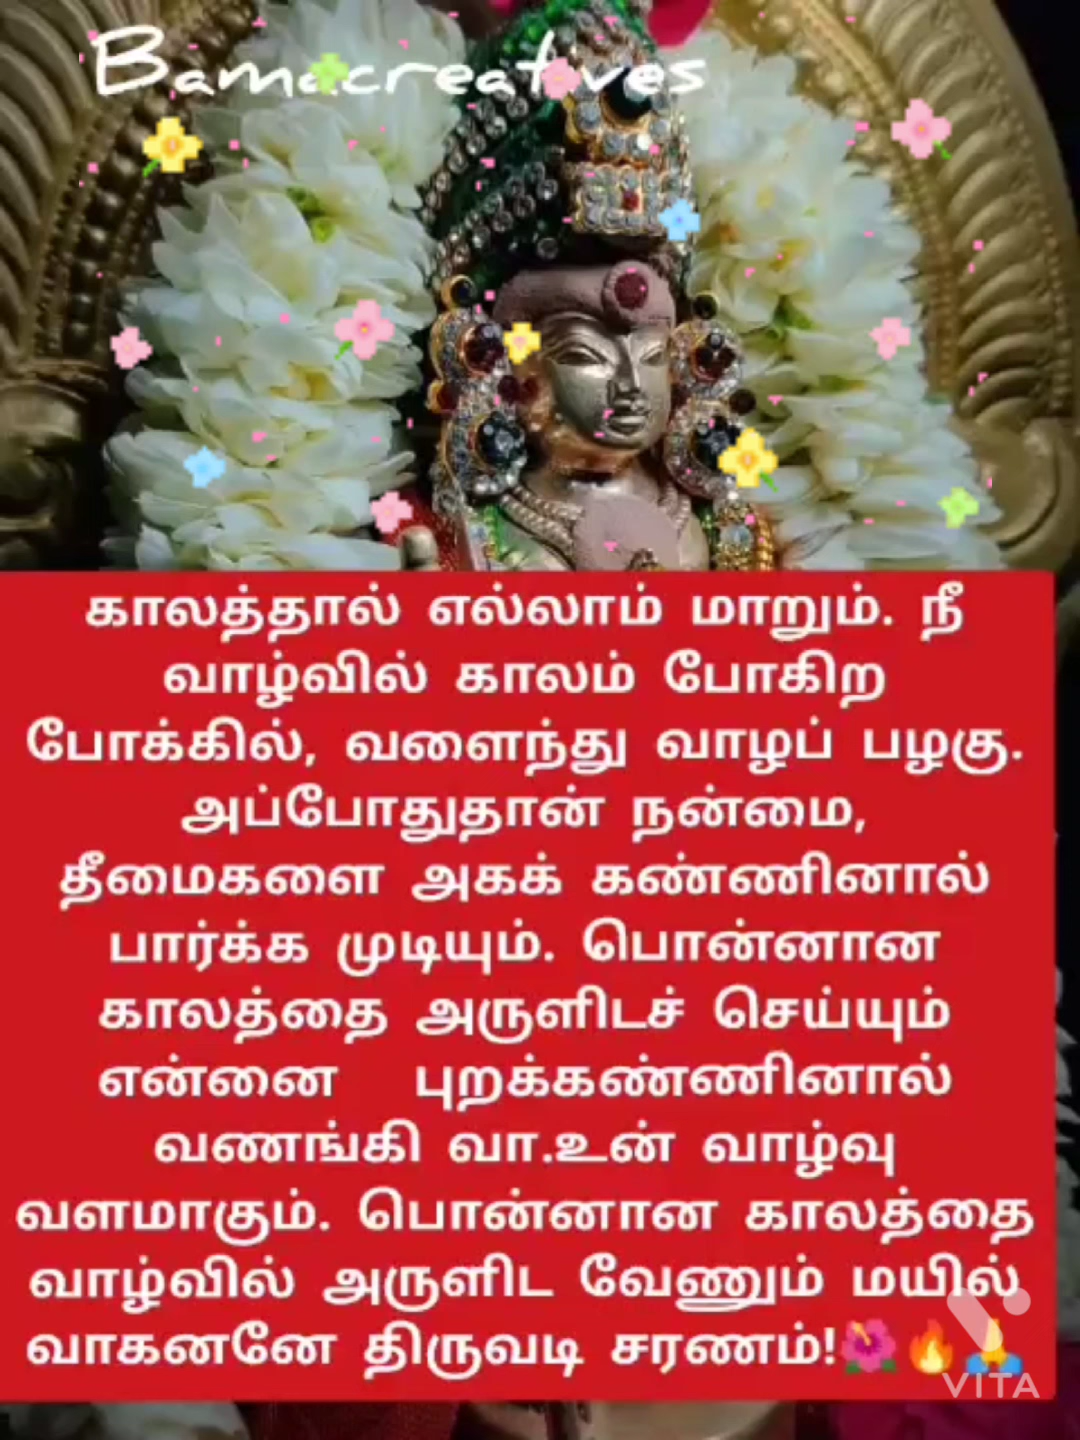 Bamacreatives
காலத்தால் எல்லாம் மாறும். நீ
வாழ்வில் காலம் போகிற
போக்கில், வளைந்து வாழப் பழகு.
அப்போதுதான் நன்மை,
தீமைகளை அகக் கண்ணினால்
பார்க்க முடியும். பொன்னான
காலத்தை அருளிடச் செய்யும்
என்னை புறக்கண்ணினால்
வணங்கி வா.உன் வாழ்வு
வளமாகும். பொன்னான காலத்தை
வாழ்வில் அருளிட வேணும் மயில்
வாகனனே திருவடி சரணம்!🌺🔥🙏
VITA